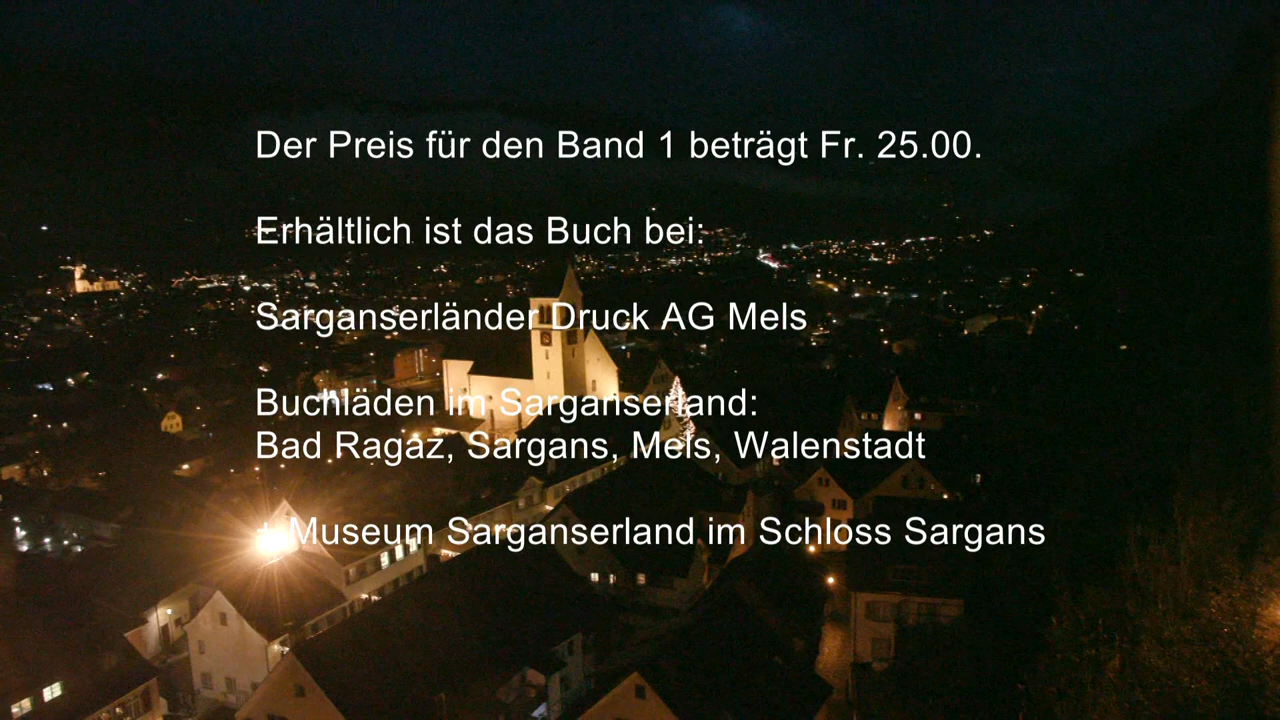 Der Preis für den Band 1 beträgt Fr. 25.00.
Erhältlich ist das Buch bei:
Sarganserländer Druck AG Mels
Buchläden im Sarganserland:
Bad Ragaz, Sargans, Mels, Walenstadt
+ Museum Sarganserland im Schloss Sargans